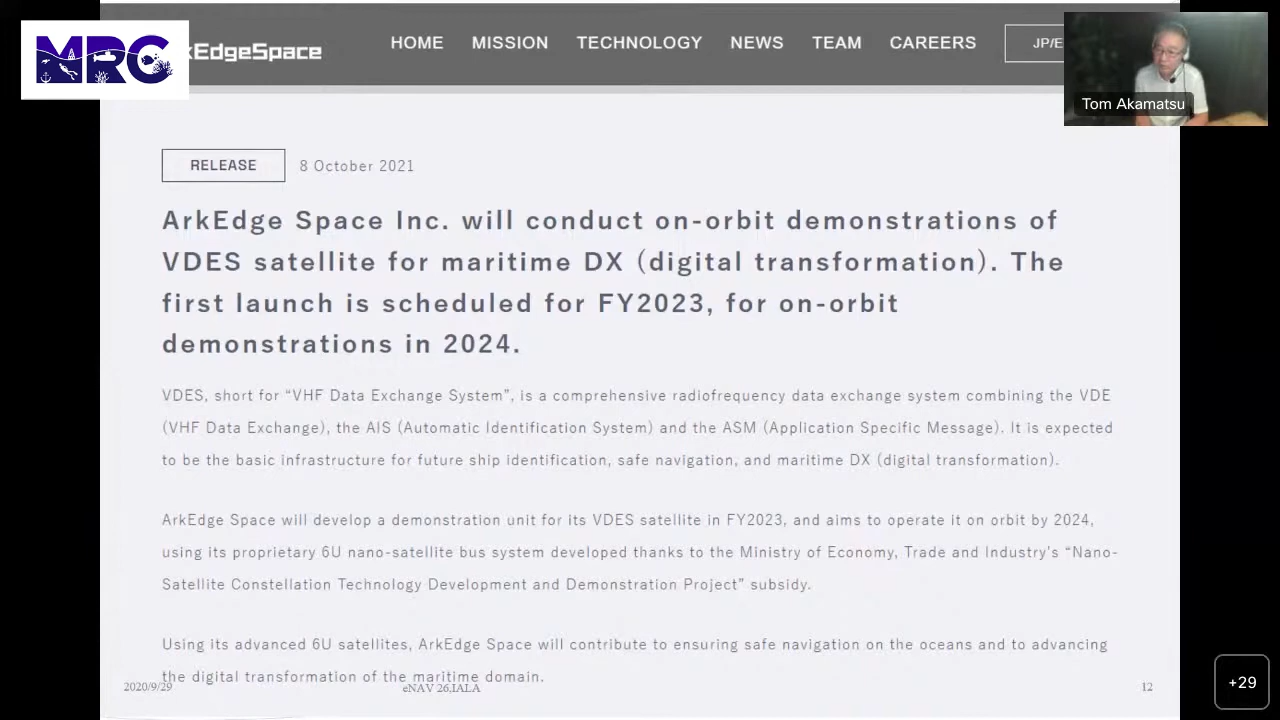 MRC
kEdgeSpace
HOME MISSION TECHNOLOGY NEWS TEAM CAREERS JP/E
Tom Akamatsu
RELEASE 8 October 2021
ArkEdge Space Inc. will conduct on-orbit demonstrations of
VDES satellite for maritime DX (digital transformation). The
first launch is scheduled for FY2023, for on-orbit
demonstrations in 2024.
VDES, short for “VHF Data Exchange System”, is a comprehensive radiofrequency data exchange system combining the VDE
(VHF Data Exchange), the AIS (Automatic Identification System) and the ASM (Application Specific Message). It is expected
to be the basic infrastructure for future ship identification, safe navigation, and maritime DX (digital transformation).
ArkEdge Space will develop a demonstration unit for its VDES satellite in FY2023, and aims to operate it on orbit by 2024,
using its proprietary 6U nano-satellite bus system developed thanks to the Ministry of Economy, Trade and Industry’s “Nano-
Satellite Constellation Technology Development and Demonstration Project” subsidy.
Using its advanced 6U satellites, ArkEdge Space will contribute to ensuring safe navigation on the oceans and to advancing
the digital transformation of the maritime domain.
2020/9/29 eNAV 26,IALA 12
+29